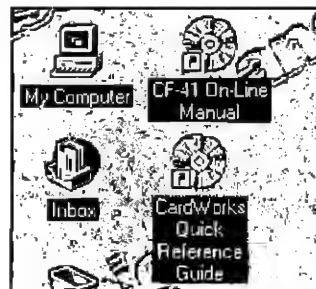 My Computer
CF-41 On-Line
Manual
Inbox
CardWorks
Quick
Reference
Guide